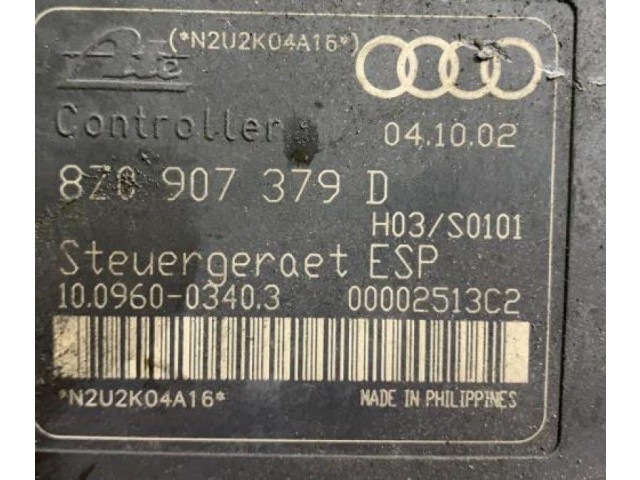 Ate (*N2U2K04A16*)
Controller 04.10.02
8Z0 907 379 D
H03/S0101
Steuergeraet ESP
10.0960-0340.3 00002513C2
*N2U2K04A16* MADE IN PHILIPPINES